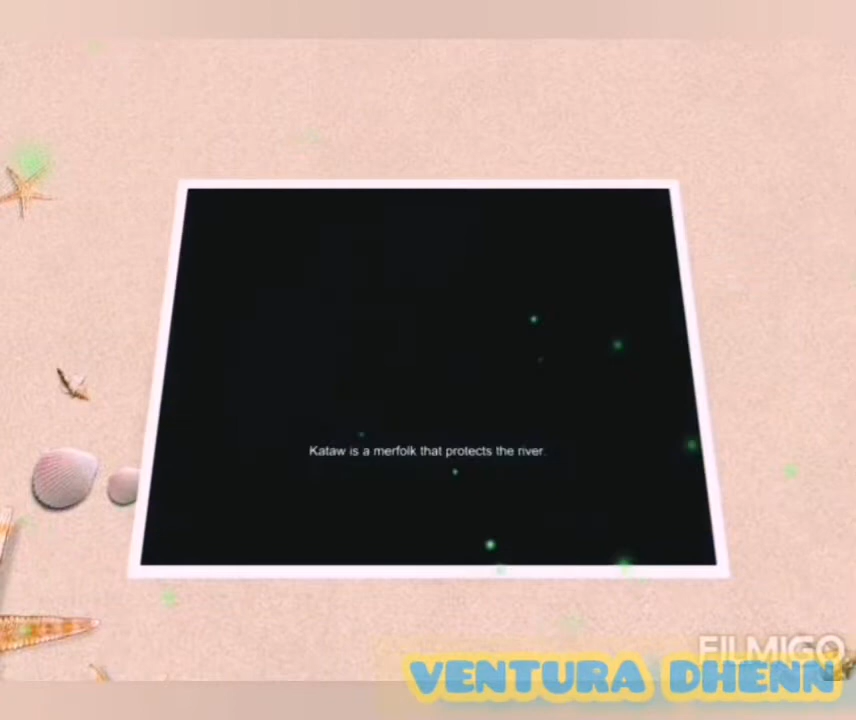 Kataw is a merfolk that protects the river.
FILMIGO
VENTURA DHENN